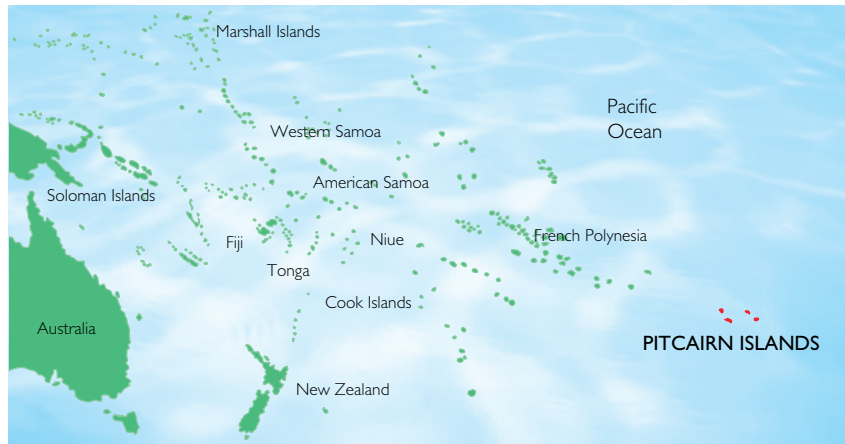 Marshall Islands
Pacific
Ocean
Western Samoa
American Samoa
Soloman Islands
French Polynesia
Fiji
Niue
Tonga
Cook Islands
Australia
PITCAIRN ISLANDS
New Zealand